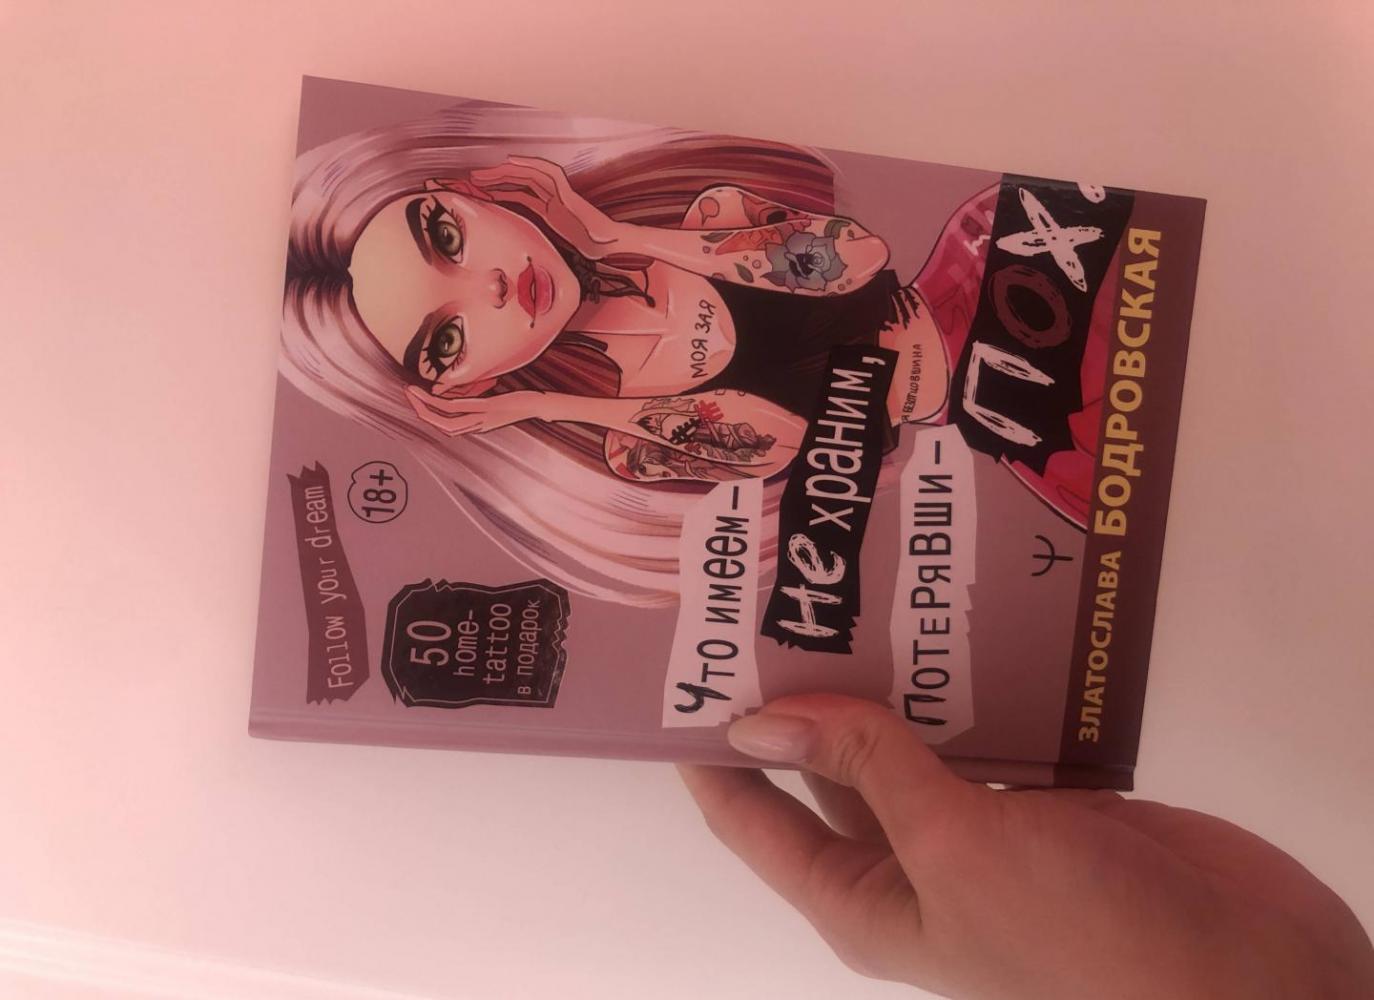 Follow your dream
18+
50
home-
tattoo
в подарок
МОЯ ЗАЯ
Что имеем –
Не храним,
Потерявши –
Пох.
ЗЛАТОСЛАВА БОДРОВСКАЯ